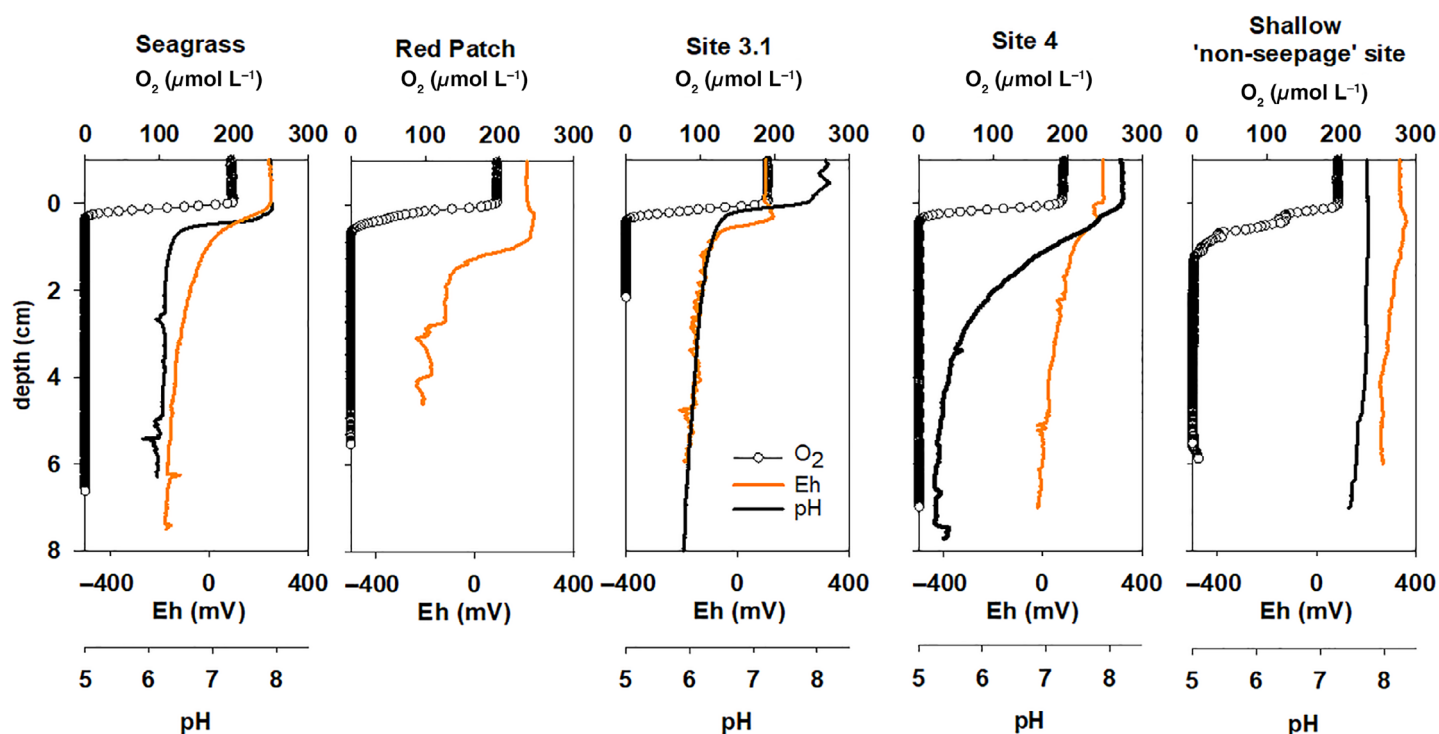 Seagrass
O₂ (µmol L⁻¹)
0 100 200 300
Red Patch
O₂ (µmol L⁻¹)
0 100 200 300
Site 3.1
O₂ (µmol L⁻¹)
0 100 200 300
Site 4
O₂ (µmol L⁻¹)
0 100 200 300
Shallow
'non-seepage' site
O₂ (µmol L⁻¹)
0 100 200 300
depth (cm)
0
2
4
6
8
O₂
Eh
pH
–400 0 400
Eh (mV)
5 6 7 8
pH
–400 0 400
Eh (mV)
–400 0 400
Eh (mV)
5 6 7 8
pH
–400 0 400
Eh (mV)
5 6 7 8
pH
–400 0 400
Eh (mV)
5 6 7 8
pH